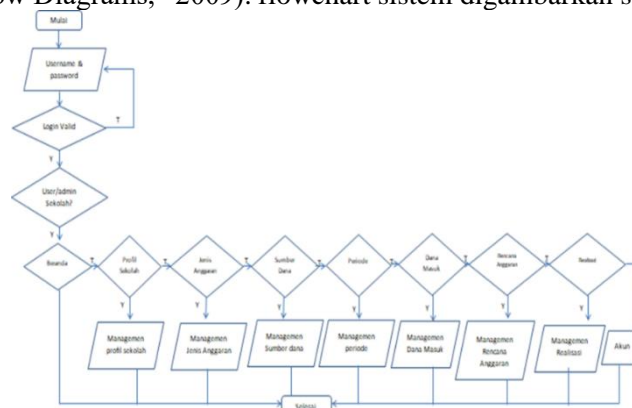 ow Diagrams," 2009). flowchart sistem digambarkan s
Mulai
Username &
password
Login Valid
T
Y
User/admin
Sekolah?
Y
Beranda
T
Profil
Sekolah
T
Jenis
Anggaran
T
Sumber
Dana
T
Periode
T
Dana
Masuk
T
Rencana
Anggaran
T
Realisasi
Y
Y
Y
Y
Y
Y
Y
Managemen
profil sekolah
Managemen
Jenis Anggaran
Managemen
Sumber dana
Managemen
periode
Managemen
Dana Masuk
Managemen
Rencana
Anggaran
Managemen
Realisasi
Akun
Selesai